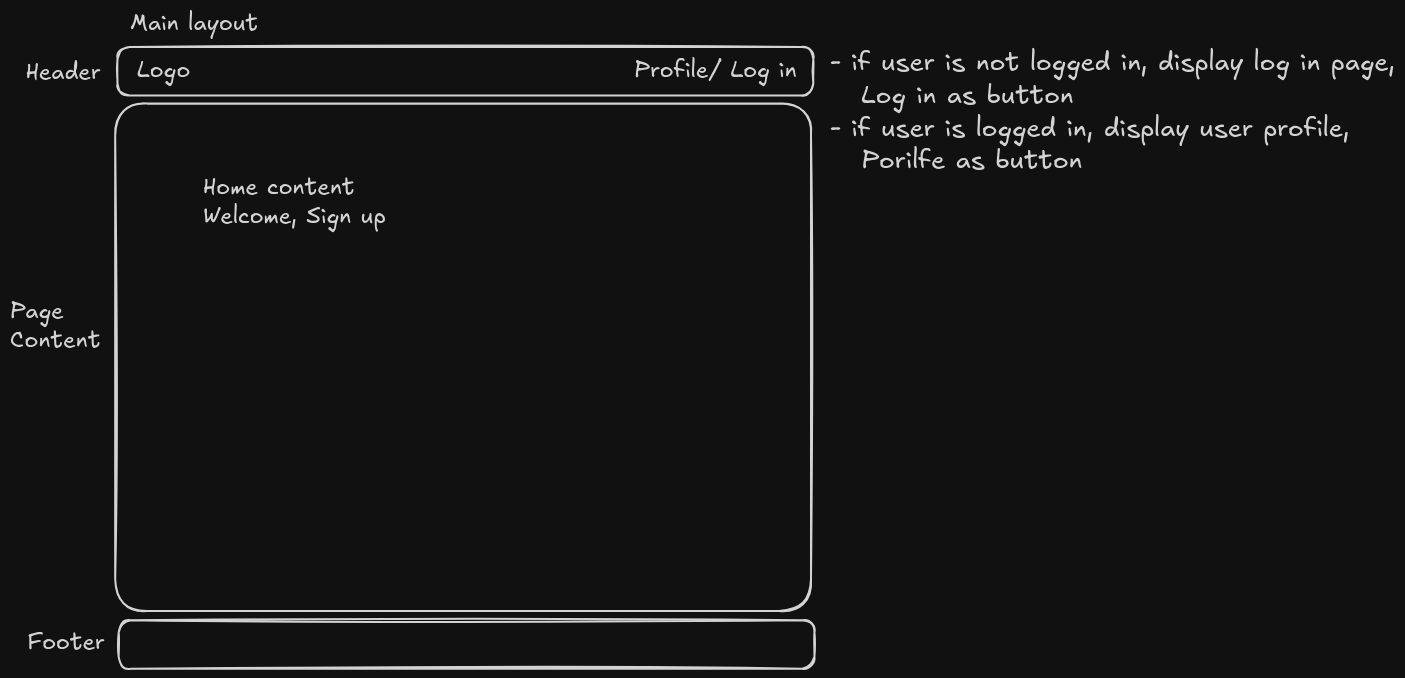 Main layout
Header
Logo
Profile/ Log in
- if user is not logged in, display log in page,
Log in as button
- if user is logged in, display user profile,
Porilfe as button
Home content
Welcome, Sign up
Page
Content
Footer